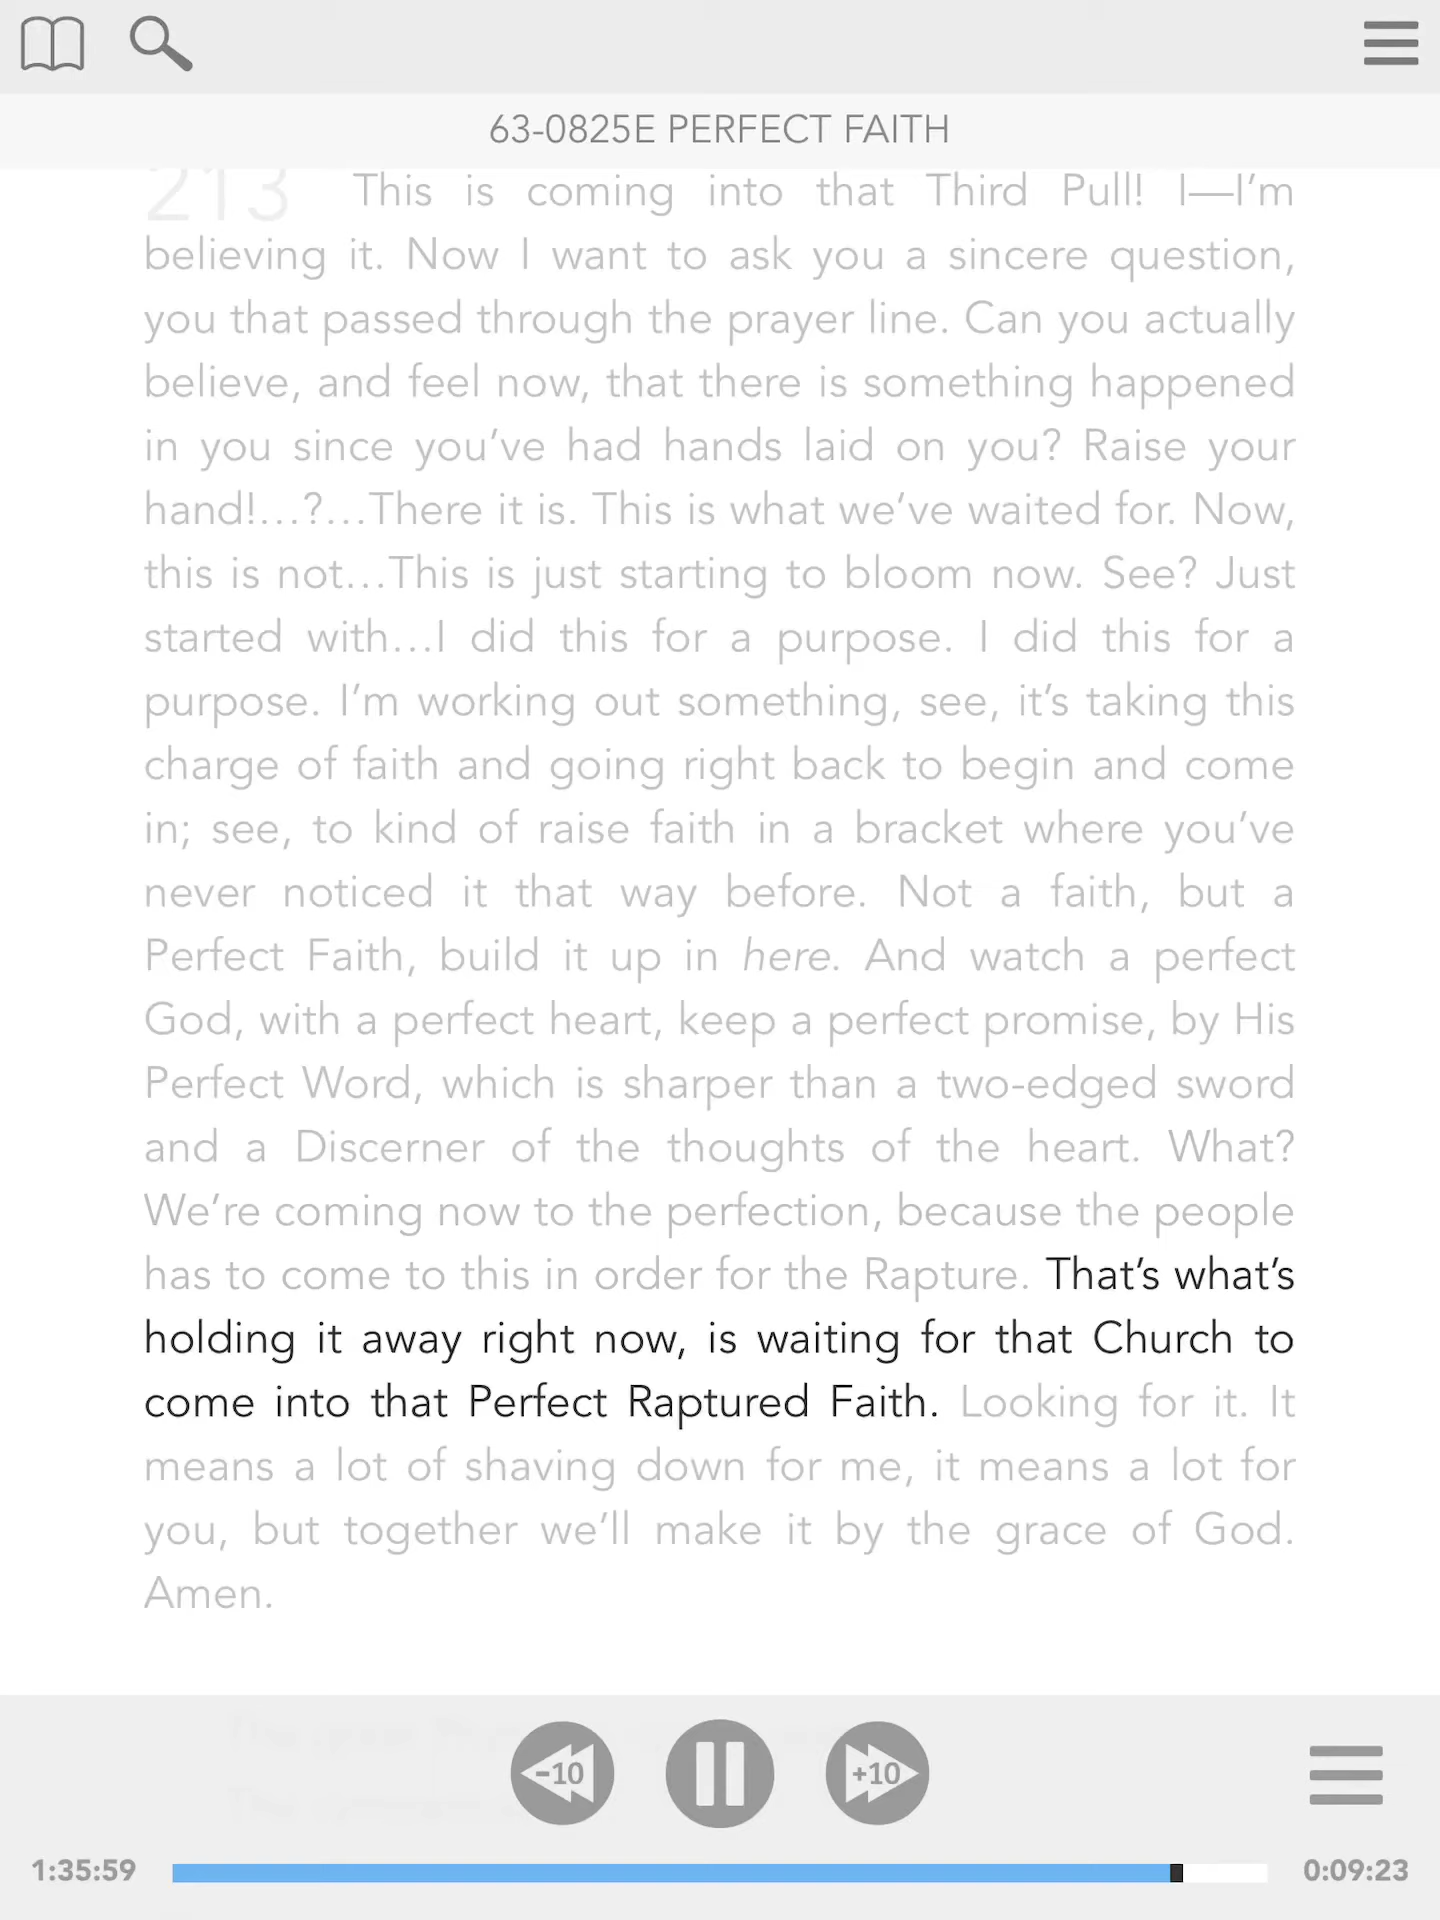 63-0825E PERFECT FAITH
213 This is coming into that Third Pull! I—I’m
believing it. Now I want to ask you a sincere question,
you that passed through the prayer line. Can you actually
believe, and feel now, that there is something happened
in you since you’ve had hands laid on you? Raise your
hand!…?…There it is. This is what we’ve waited for. Now,
this is not…This is just starting to bloom now. See? Just
started with…I did this for a purpose. I did this for a
purpose. I’m working out something, see, it’s taking this
charge of faith and going right back to begin and come
in; see, to kind of raise faith in a bracket where you’ve
never noticed it that way before. Not a faith, but a
Perfect Faith, build it up in here. And watch a perfect
God, with a perfect heart, keep a perfect promise, by His
Perfect Word, which is sharper than a two-edged sword
and a Discerner of the thoughts of the heart. What?
We’re coming now to the perfection, because the people
has to come to this in order for the Rapture. That’s what’s
holding it away right now, is waiting for that Church to
come into that Perfect Raptured Faith. Looking for it. It
means a lot of shaving down for me, it means a lot for
you, but together we’ll make it by the grace of God.
Amen.
-10 +10
1:35:59 0:09:23